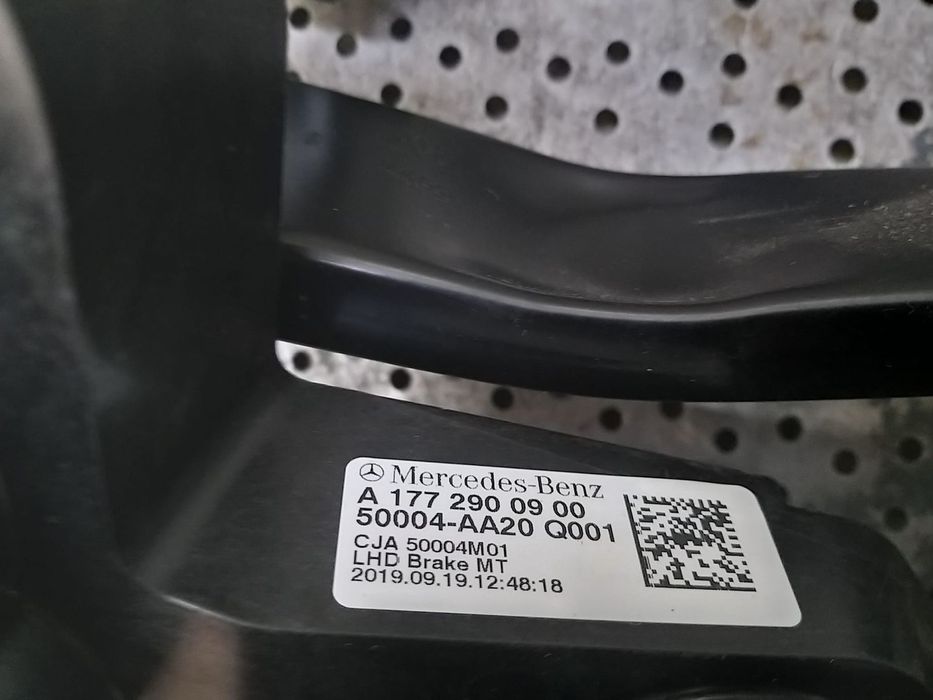 Mercedes-Benz
A 177 290 09 00
50004-AA20 Q001
CJA 50004M01
LHD Brake MT
2019.09.19.12:48:18